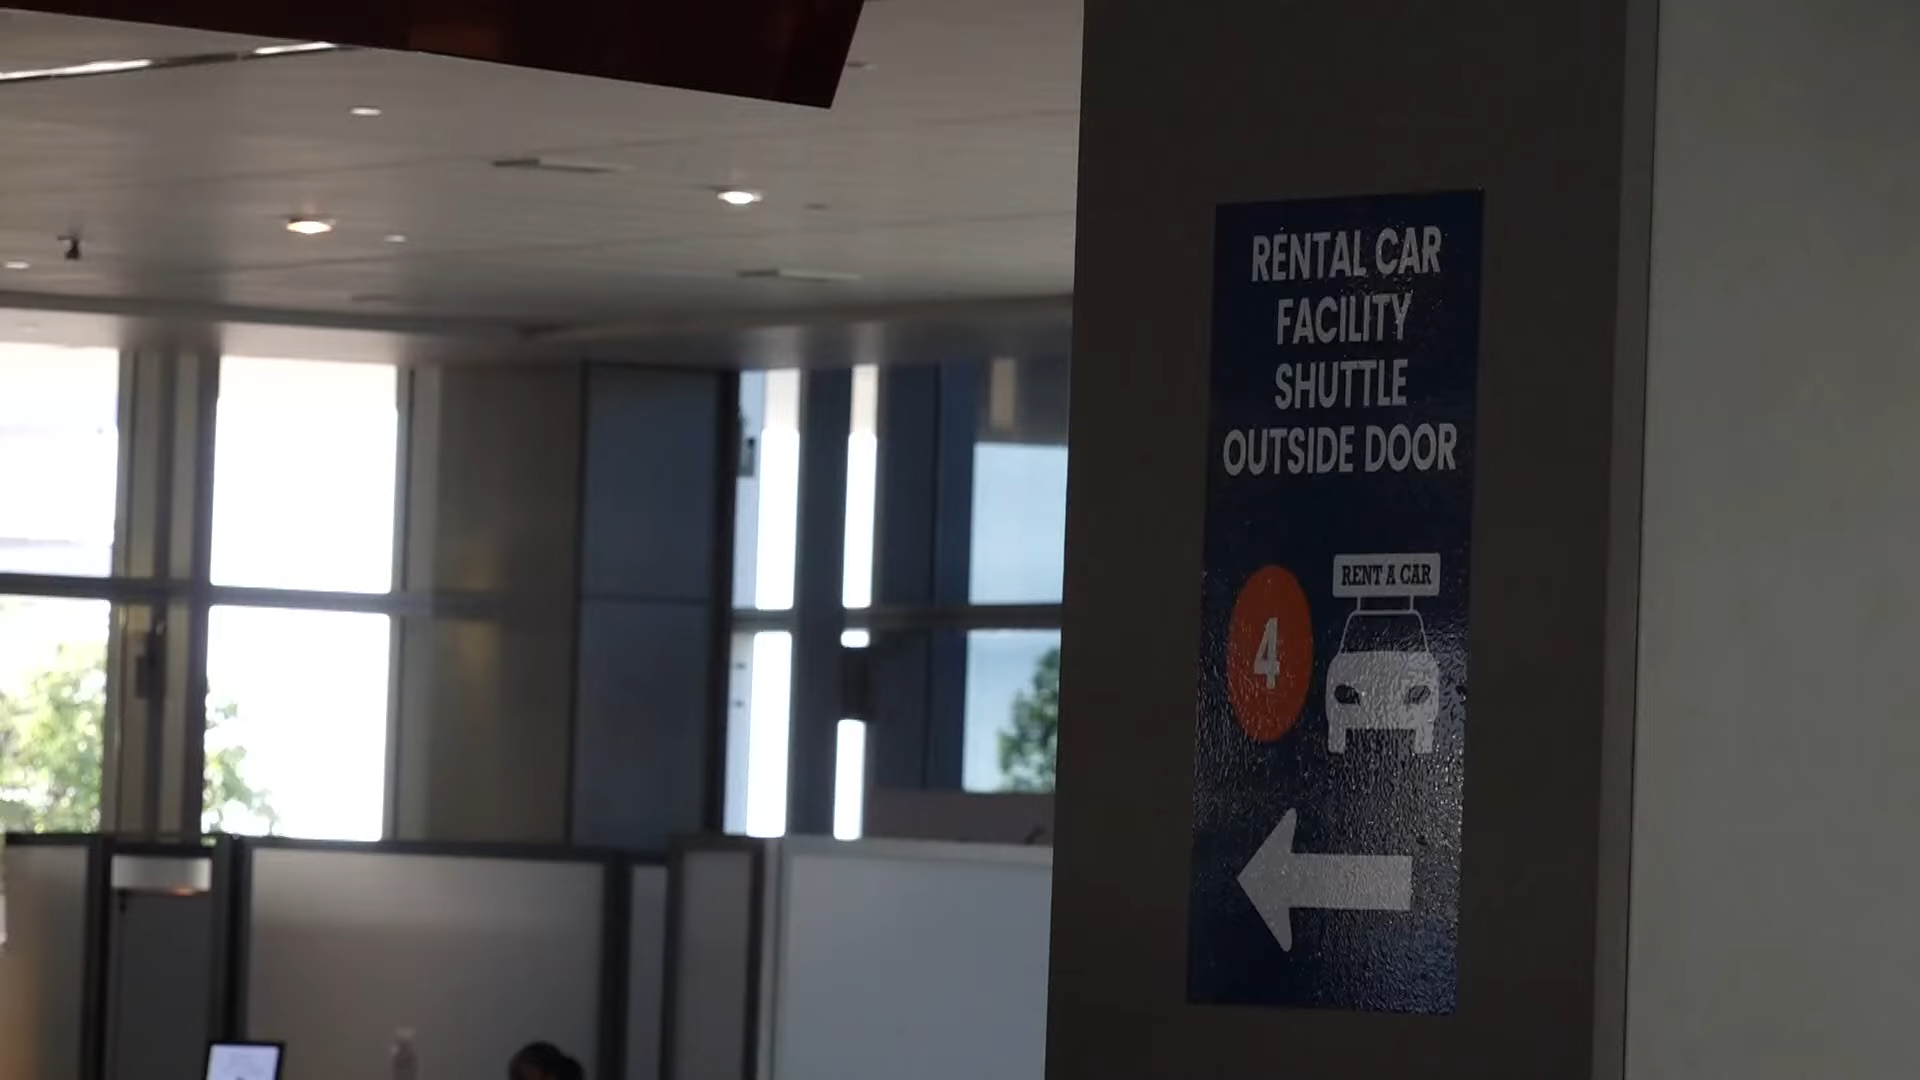 RENTAL CAR
FACILITY
SHUTTLE
OUTSIDE DOOR
RENT A CAR
4